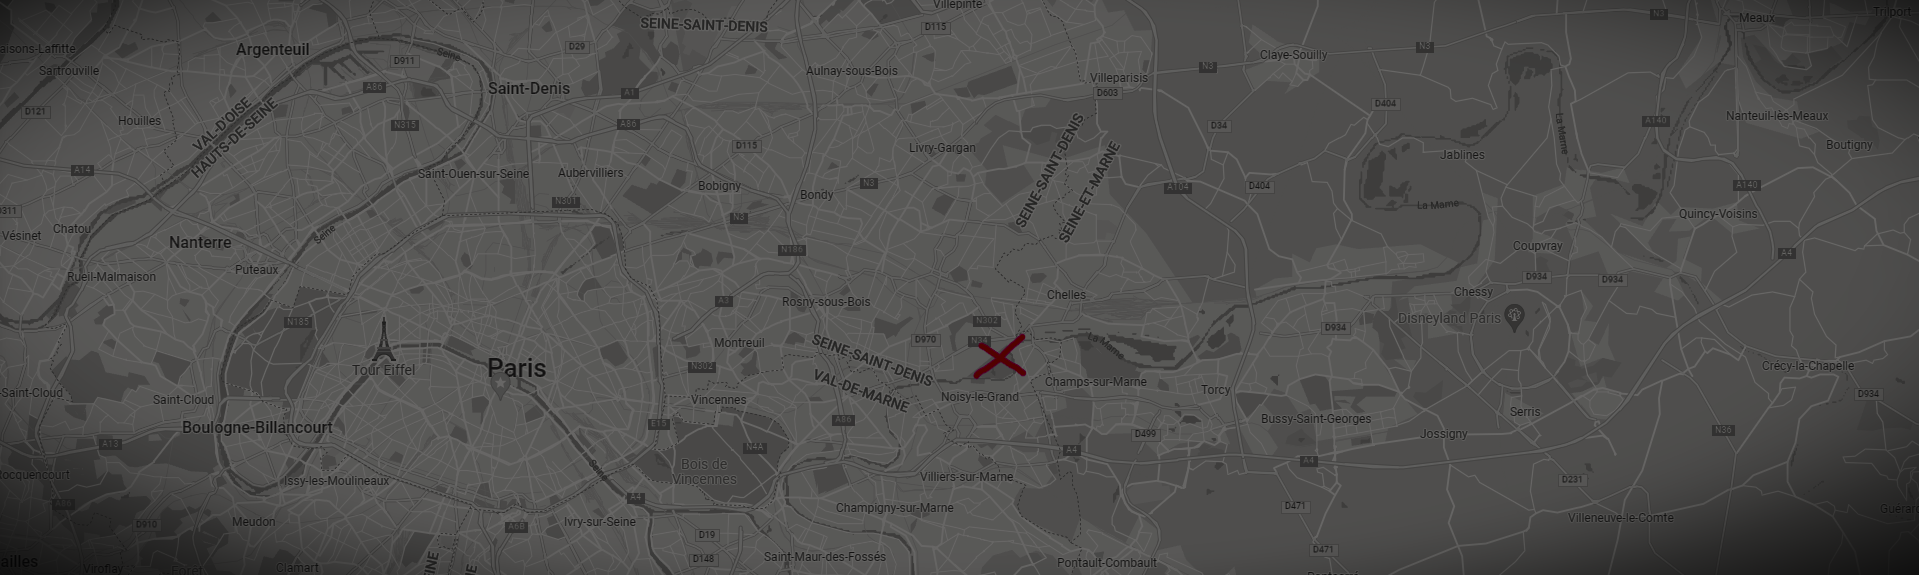 Villepinte
SEINE-SAINT-DENIS
D115
N3
Meaux
Trilport
aisons-Laffitte
Argenteuil
D29
Seine
D911
N3
Claye-Souilly
Sartrouville
Aulnay-sous-Bois
N3
Villeparisis
A86
Saint-Denis
A1
D603
D404
D121
VAL-D'OISE
HAUTS-DE-SEINE
Houilles
N315
A86
D34
La Marne
A140
Nanteuil-lès-Meaux
D115
Livry-Gargan
SEINE-SAINT-DENIS
SEINE-ET-MARNE
Jablines
Boutigny
A14
Saint-Ouen-sur-Seine
Aubervilliers
Bobigny
N3
Bondy
A104
D404
A140
N301
La Marne
D311
N3
Quincy-Voisins
Vésinet
Chatou
Nanterre
Seine
N186
Coupvray
A4
Rueil-Malmaison
Puteaux
D934
D934
A3
Rosny-sous-Bois
Chelles
Chessy
N185
N302
Disneyland Paris
D934
Montreuil
SEINE-SAINT-DENIS
D970
N34
La Marne
Tour Eiffel
Paris
N302
VAL-DE-MARNE
Champs-sur-Marne
Torcy
Crécy-la-Chapelle
Saint-Cloud
Saint-Cloud
Vincennes
Noisy-le-Grand
D934
Boulogne-Billancourt
E15
A86
Bussy-Saint-Georges
Serris
A13
N4A
D499
Jossigny
N36
A4
A4
Bois de
Vincennes
Seine
ocquencourt
Issy-les-Moulineaux
Villiers-sur-Marne
D231
A4
Champigny-sur-Marne
D471
Villeneuve-le-Comte
Guérard
D910
Meudon
A6B
Ivry-sur-Seine
D19
D471
Saint-Maur-des-Fossés
D148
Pontault-Combault
ailles
Viroflay
Clamart